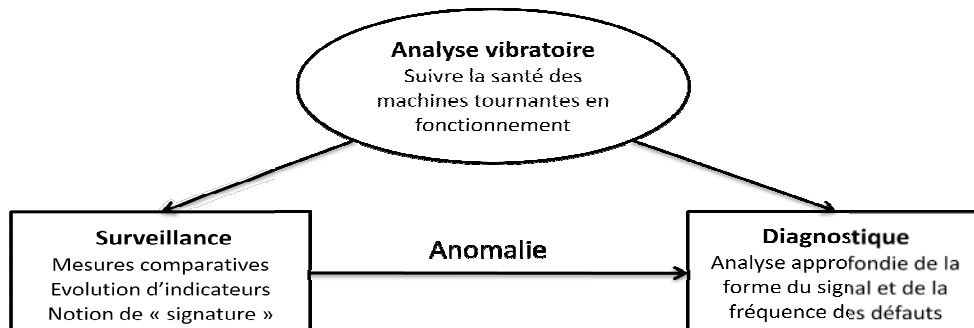 Analyse vibratoire
Suivre la santé des
machines tournantes en
fonctionnement
Surveillance
Mesures comparatives
Evolution d'indicateurs
Notion de « signature »
Anomalie
Diagnostique
Analyse approfondie de la
forme du signal et de la
fréquence des défauts